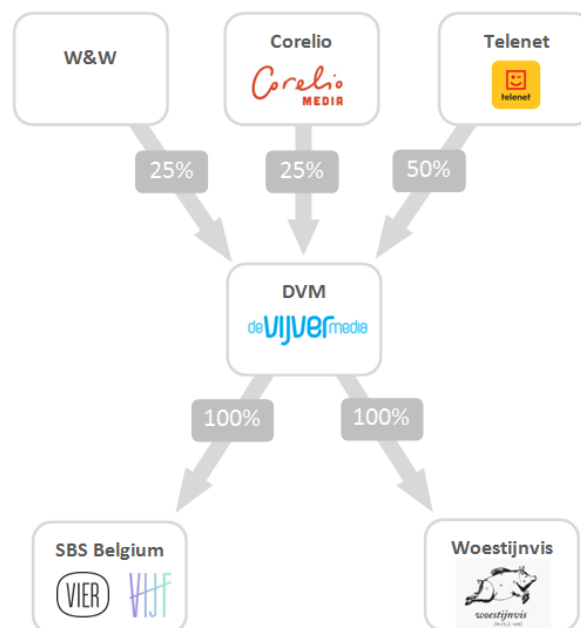 W&W
Corelio
Corelio
MEDIA
Telenet
telenet
25%
25%
50%
DVM
de vijver media
100%
100%
SBS Belgium
VIER
VIJF
Woestijnvis
woestijnvis